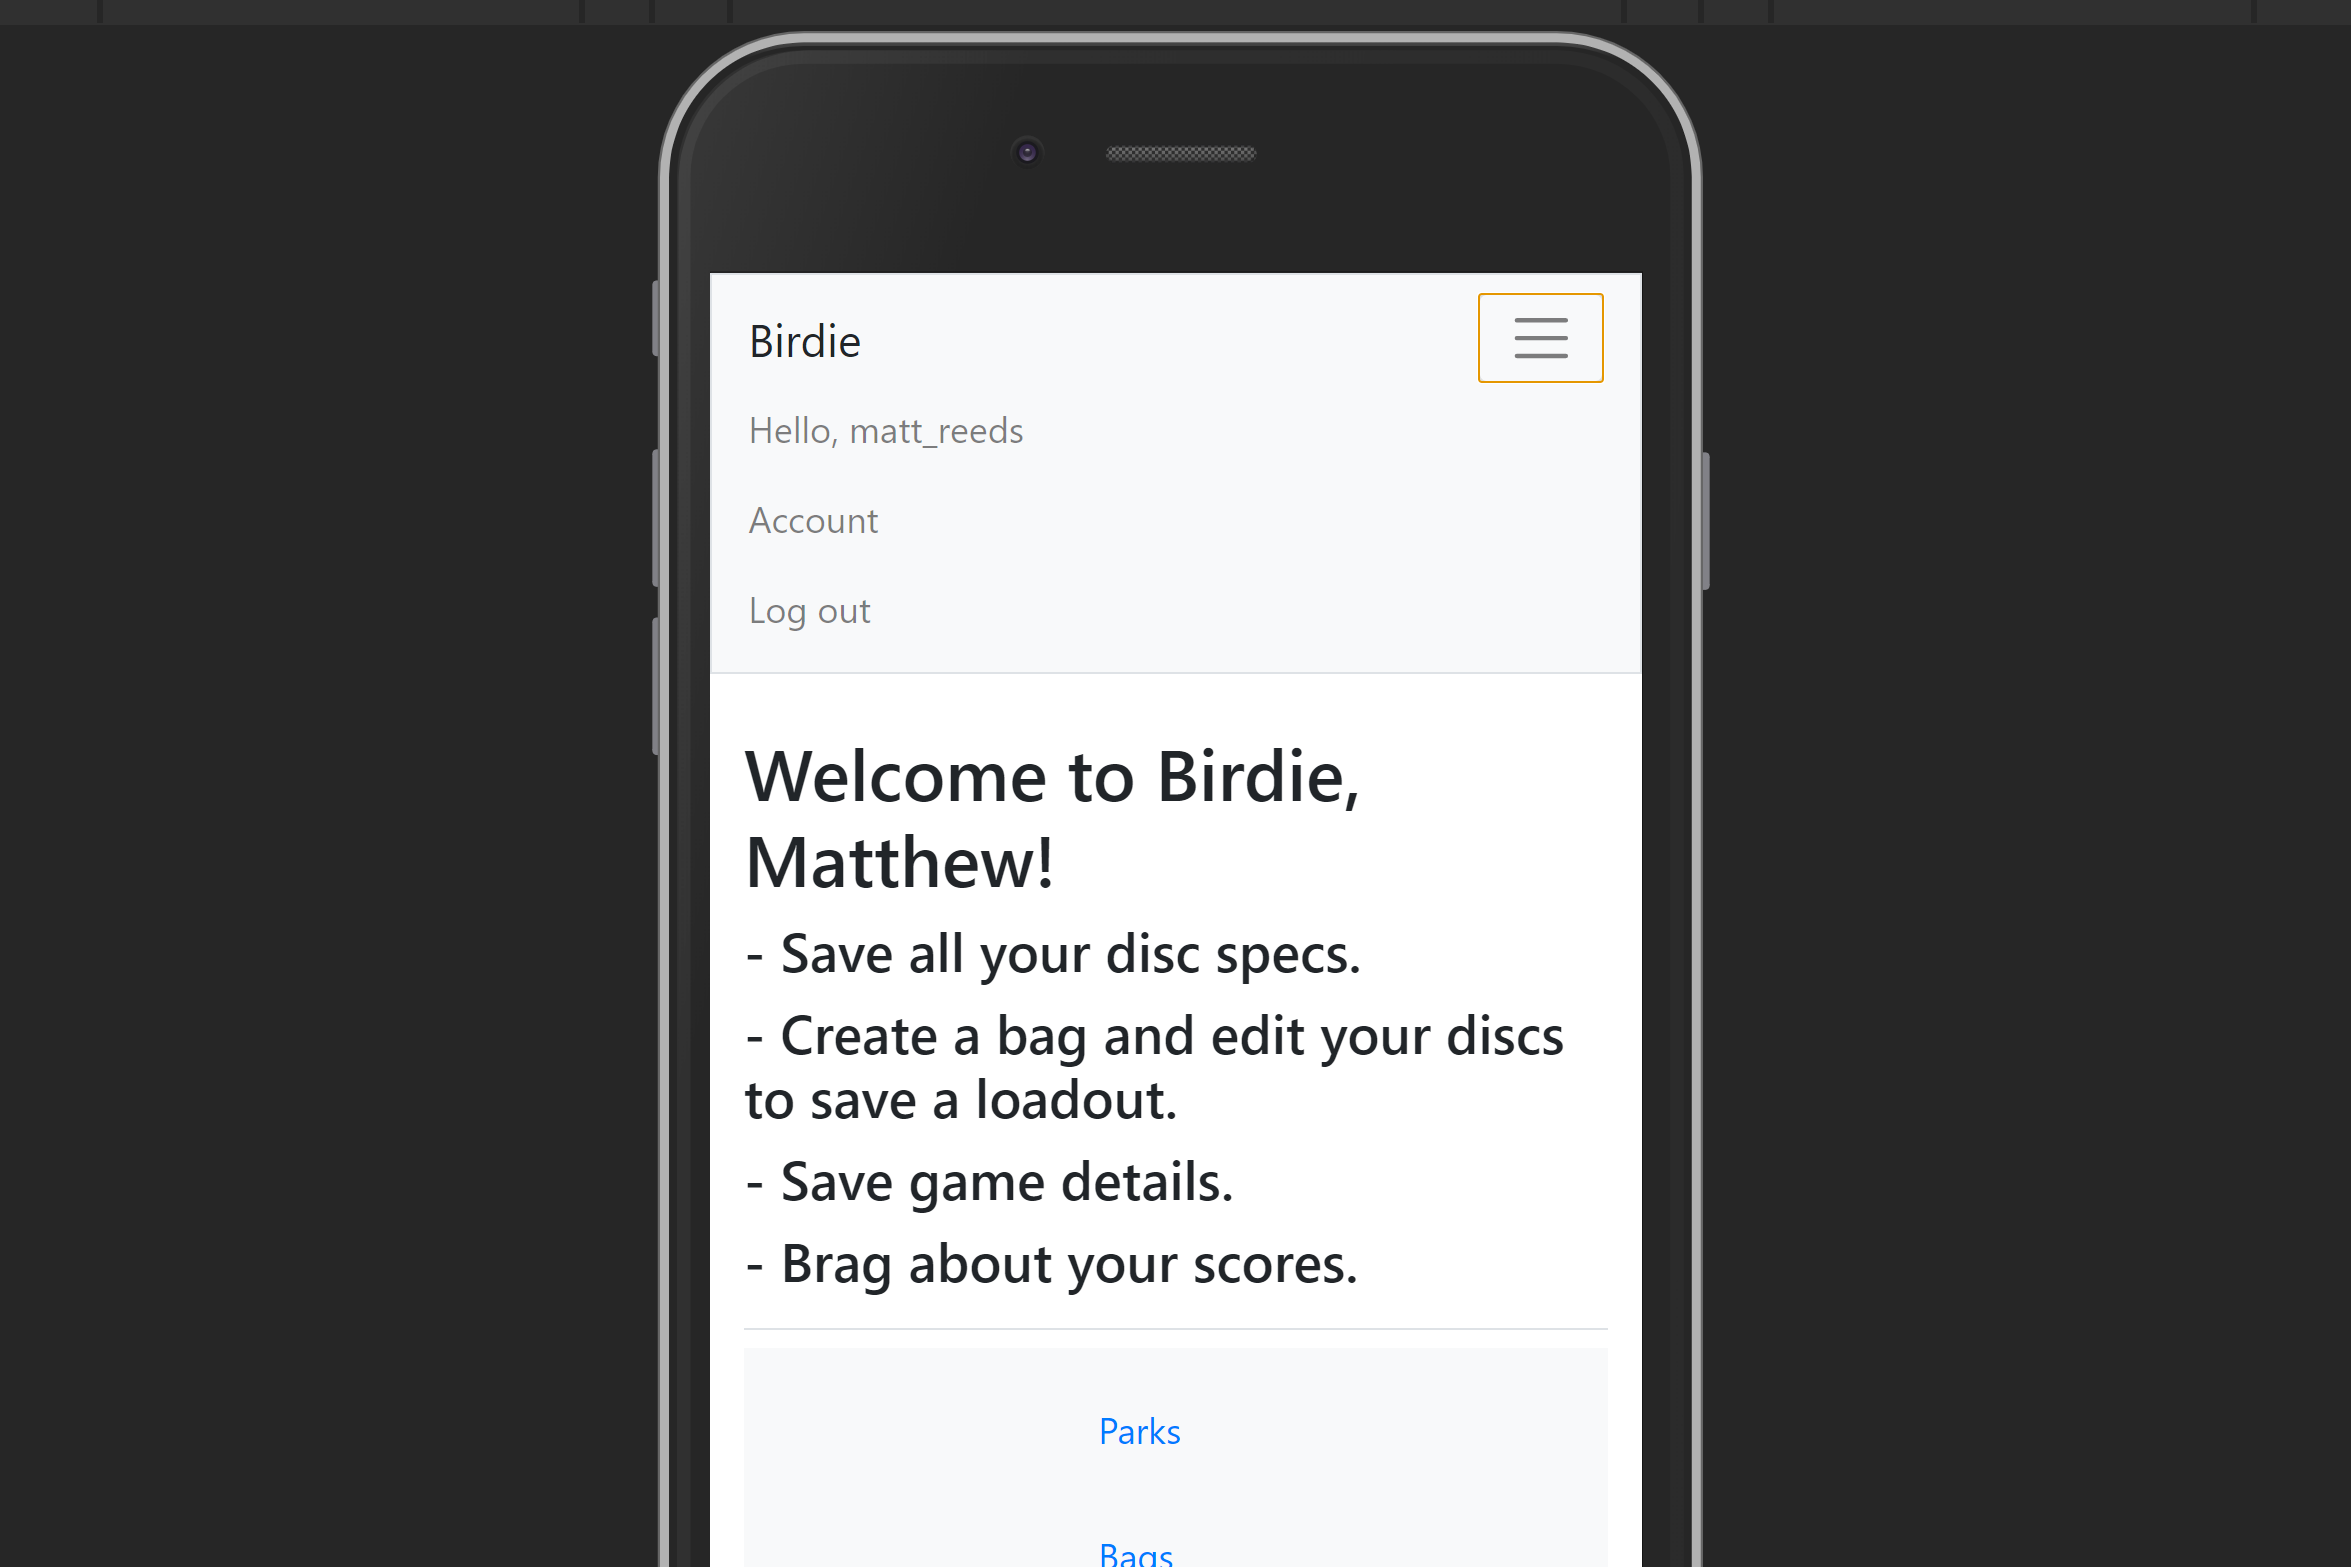 Birdie
Hello, matt_reeds
Account
Log out
Welcome to Birdie,
Matthew!
- Save all your disc specs.
- Create a bag and edit your discs
to save a loadout.
- Save game details.
- Brag about your scores.
Parks
Bags